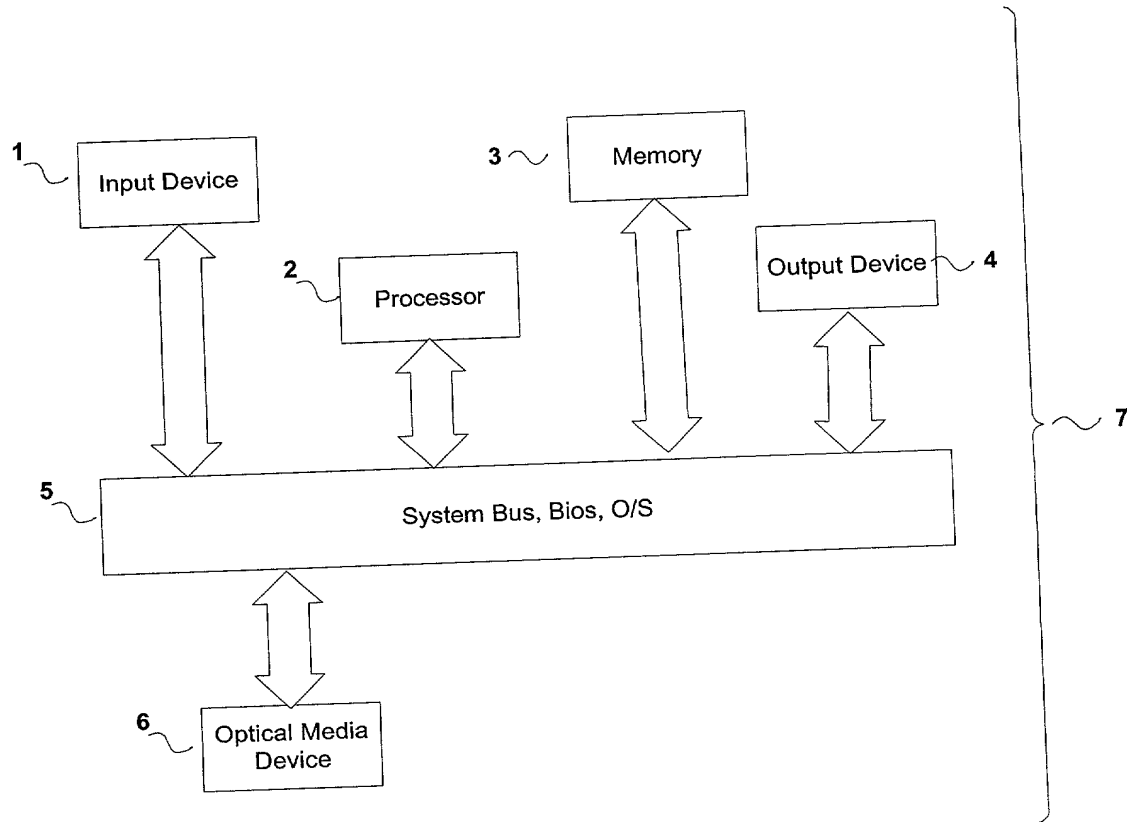 1
Input Device
3
Memory
2
Processor
Output Device
4
7
5
System Bus, Bios, O/S
6
Optical Media
Device